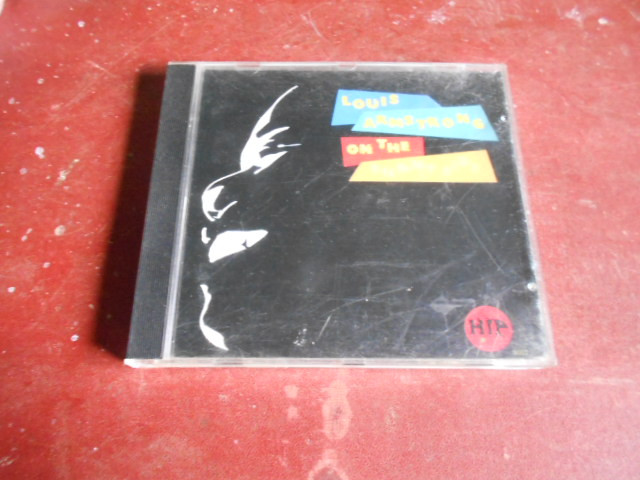 LOUIS
ARMSTRONG
ON THE
HIP